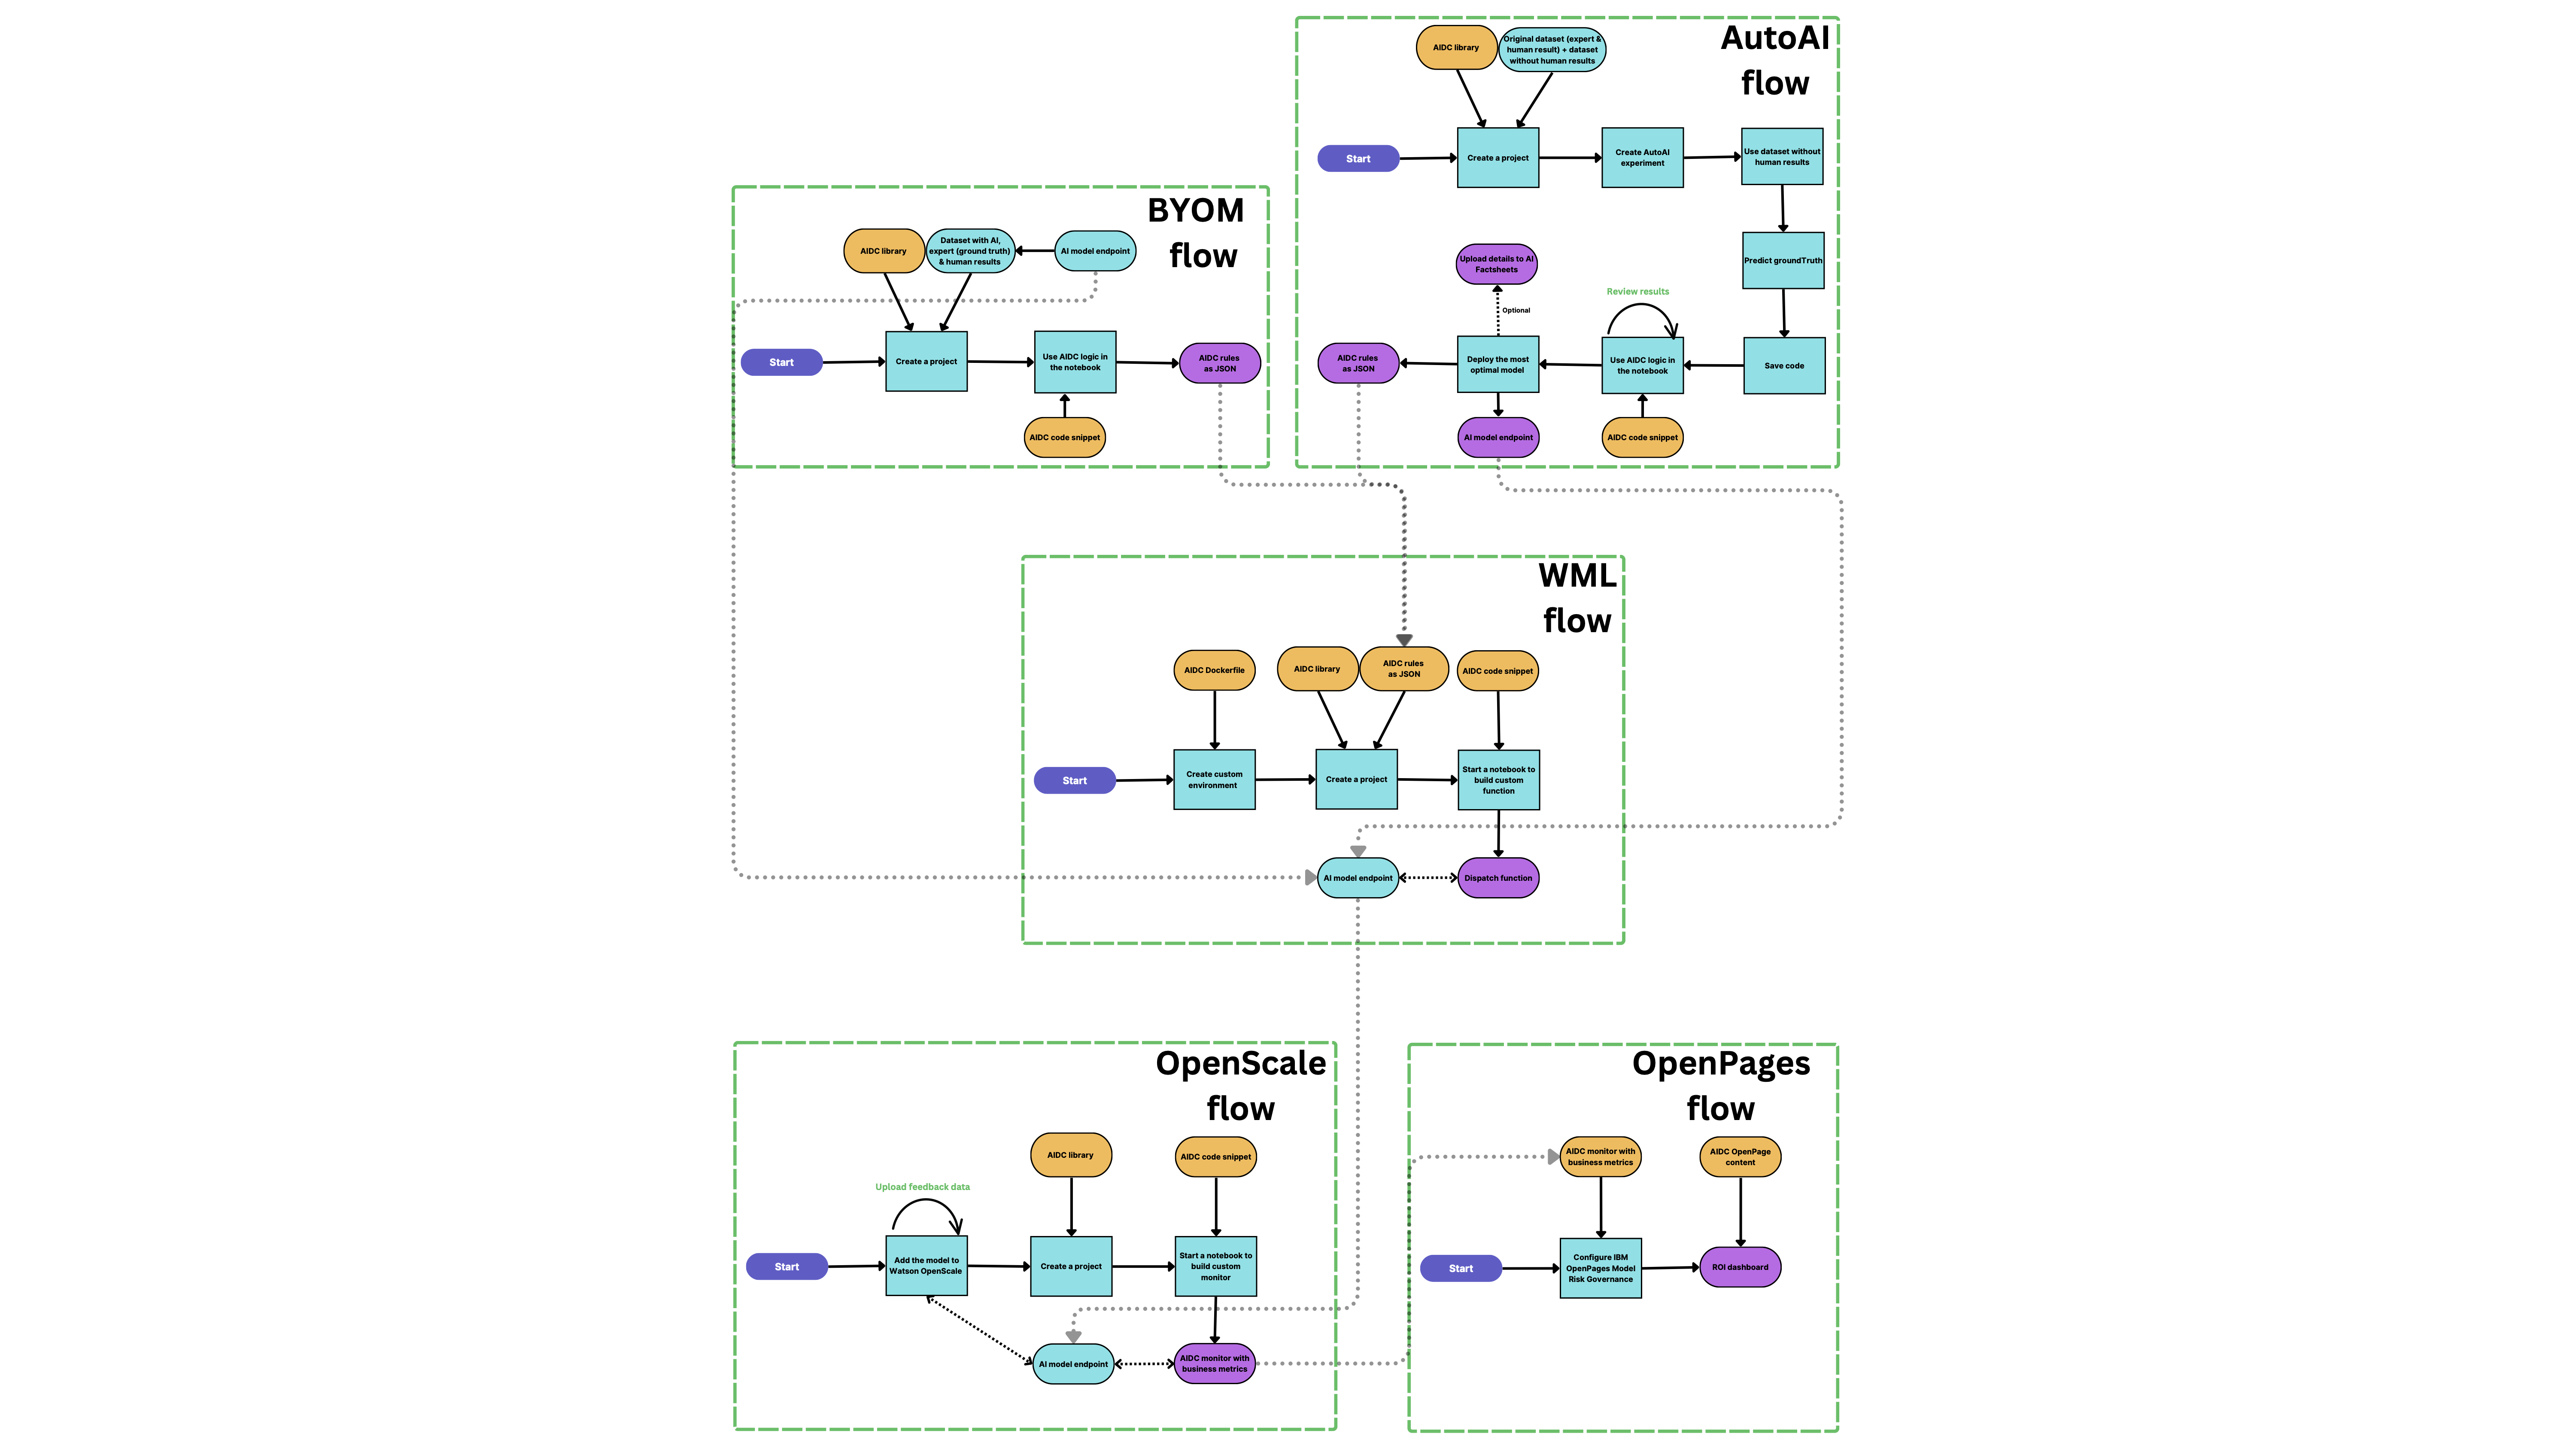 AutoAI
flow
AIDC library
Original dataset (expert &
human result) + dataset
without human results
Start
Create a project
Create AutoAI
experiment
Use dataset without
human results
Predict groundTruth
Save code
Review results
Use AIDC logic in
the notebook
AIDC code snippet
Deploy the most
optimal model
Optional
Upload details to AI
Factsheets
AIDC rules
as JSON
AI model endpoint
BYOM
flow
AIDC library
Dataset with AI,
expert (ground truth)
& human results
AI model endpoint
Start
Create a project
Use AIDC logic in
the notebook
AIDC rules
as JSON
AIDC code snippet
WML
flow
AIDC Dockerfile
AIDC library
AIDC rules
as JSON
AIDC code snippet
Start
Create custom
environment
Create a project
Start a notebook to
build custom
function
AI model endpoint
Dispatch function
OpenScale
flow
AIDC library
AIDC code snippet
Upload feedback data
Start
Add the model to
Watson OpenScale
Create a project
Start a notebook to
build custom
monitor
AI model endpoint
AIDC monitor with
business metrics
OpenPages
flow
AIDC monitor with
business metrics
AIDC OpenPage
content
Start
Configure IBM
OpenPages Model
Risk Governance
ROI dashboard